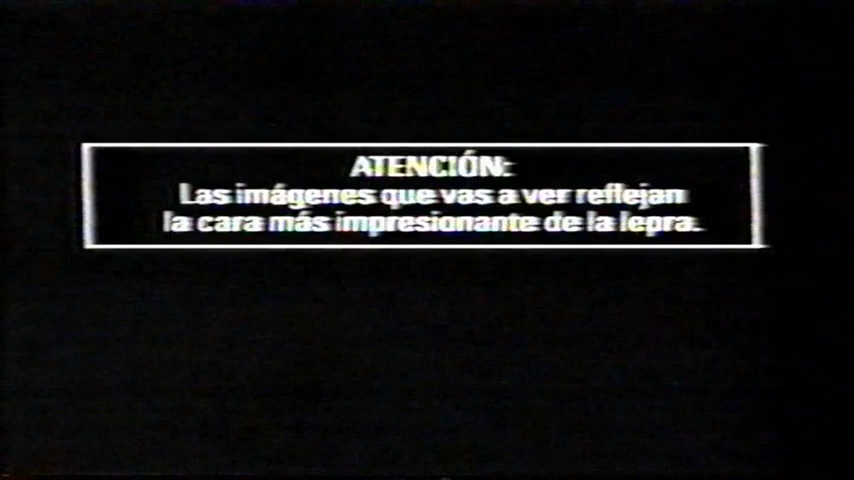 ATENCIÓN:
Las imágenes que vas a ver reflejan
la cara más impresionante de la lepra.